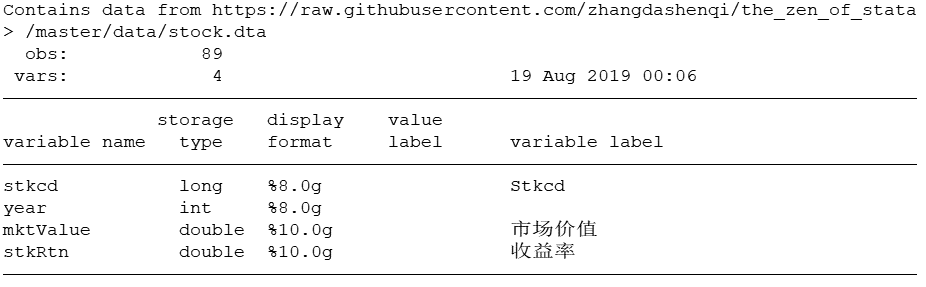 Contains data from https://raw.githubusercontent.com/zhangdashenqi/the_zen_of_stata
> /master/data/stock.dta
obs: 89
vars: 4 19 Aug 2019 00:06
storage display value
variable name type format label variable label
stkcd long %8.0g Stkcd
year int %8.0g
mktValue double %10.0g 市场价值
stkRtn double %10.0g 收益率